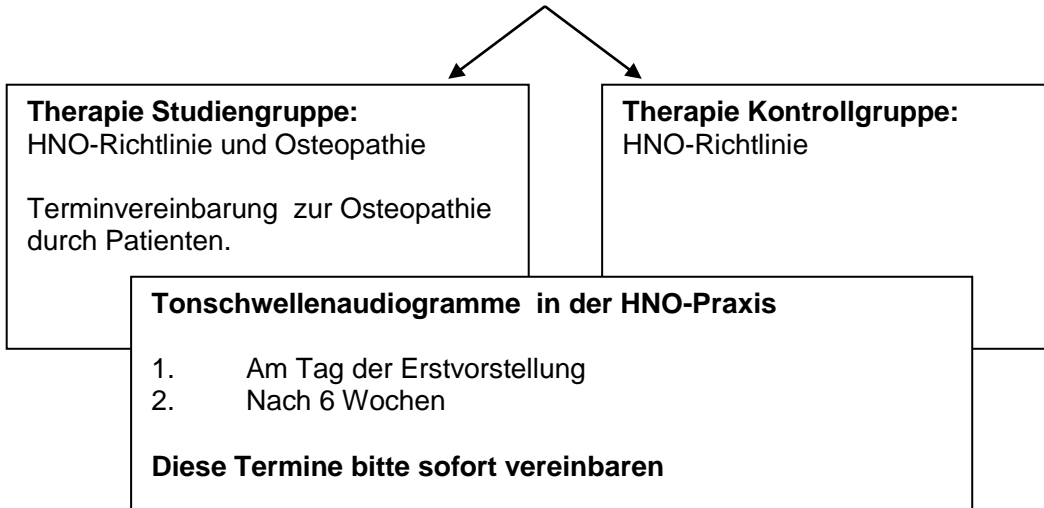 Therapie Studiengruppe:
HNO-Richtlinie und Osteopathie
Terminvereinbarung zur Osteopathie
durch Patienten.
Therapie Kontrollgruppe:
HNO-Richtlinie
Tonschwellenaudiogramme in der HNO-Praxis
1. Am Tag der Erstvorstellung
2. Nach 6 Wochen
Diese Termine bitte sofort vereinbaren